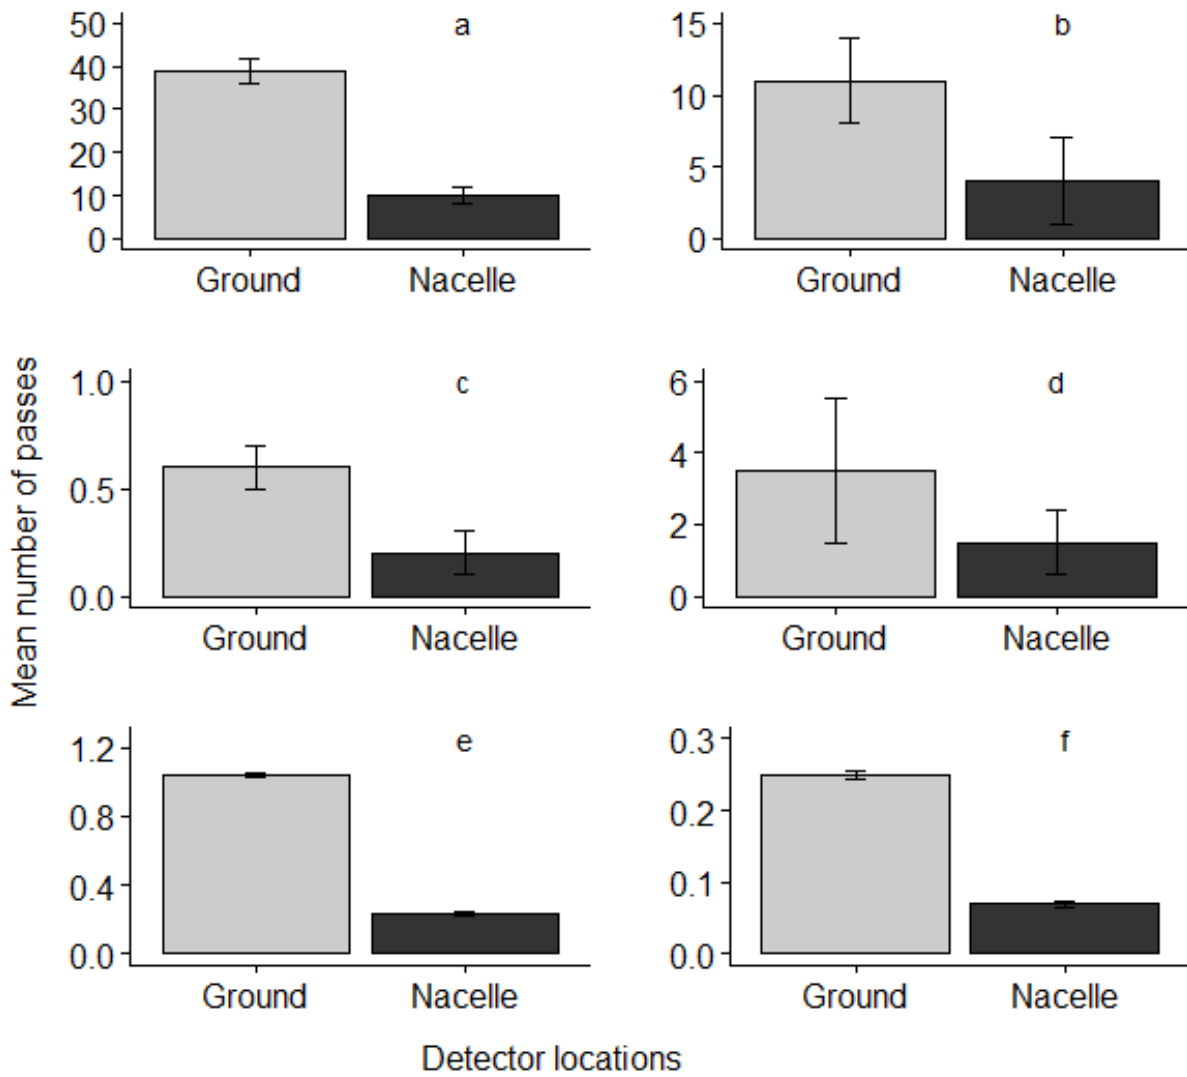 a
50
40
30
20
10
0
Ground Nacelle
b
15
10
5
0
Ground Nacelle
Mean number of passes
c
1.0
0.5
0.0
Ground Nacelle
d
6
4
2
0
Ground Nacelle
e
1.2
0.8
0.4
0.0
Ground Nacelle
f
0.3
0.2
0.1
0.0
Ground Nacelle
Detector locations